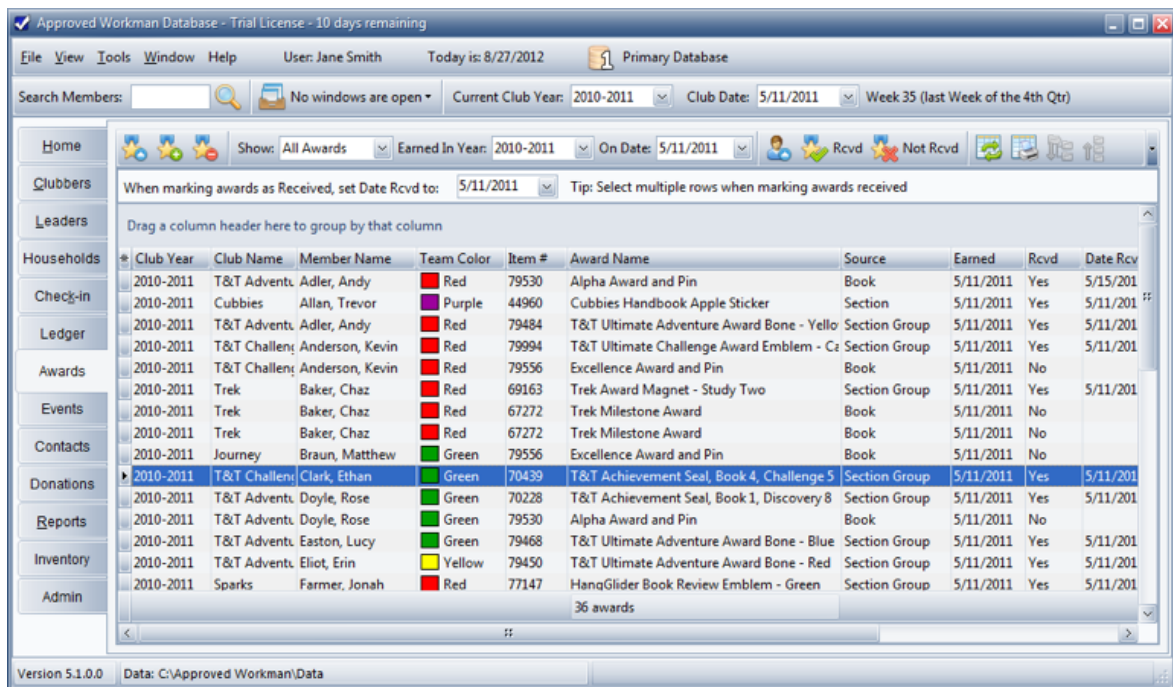 Approved Workman Database - Trial License - 10 days remaining
File View Tools Window Help User: Jane Smith Today is: 8/27/2012 1 Primary Database
Search Members: No windows are open Current Club Year: 2010-2011 Club Date: 5/11/2011 Week 35 (last Week of the 4th Qtr)
Home
Clubbers
Leaders
Households
Check-in
Ledger
Awards
Events
Contacts
Donations
Reports
Inventory
Admin
Show: All Awards Earned In Year: 2010-2011 On Date: 5/11/2011 Rcvd Not Rcvd
When marking awards as Received, set Date Rcvd to: 5/11/2011 Tip: Select multiple rows when marking awards received
Drag a column header here to group by that column
Club Year Club Name Member Name Team Color Item # Award Name Source Earned Rcvd Date Rcv
2010-2011 T&T Adventu Adler, Andy Red 79530 Alpha Award and Pin Book 5/11/2011 Yes 5/15/201
2010-2011 Cubbies Allan, Trevor Purple 44960 Cubbies Handbook Apple Sticker Section 5/11/2011 Yes 5/11/201
2010-2011 T&T Adventu Adler, Andy Red 79484 T&T Ultimate Adventure Award Bone - Yello Section Group 5/11/2011 Yes 5/11/201
2010-2011 T&T Challeng Anderson, Kevin Red 79994 T&T Ultimate Challenge Award Emblem - Ca Section Group 5/11/2011 Yes 5/11/201
2010-2011 T&T Challeng Anderson, Kevin Red 79556 Excellence Award and Pin Book 5/11/2011 No
2010-2011 Trek Baker, Chaz Red 69163 Trek Award Magnet - Study Two Section Group 5/11/2011 Yes 5/11/201
2010-2011 Trek Baker, Chaz Red 67272 Trek Milestone Award Book 5/11/2011 No
2010-2011 Trek Baker, Chaz Red 67272 Trek Milestone Award Book 5/11/2011 No
2010-2011 Journey Braun, Matthew Green 79556 Excellence Award and Pin Book 5/11/2011 No
2010-2011 T&T Challeng Clark, Ethan Green 70439 T&T Achievement Seal, Book 4, Challenge 5 Section Group 5/11/2011 Yes 5/11/201
2010-2011 T&T Adventu Doyle, Rose Green 70228 T&T Achievement Seal, Book 1, Discovery 8 Section Group 5/11/2011 Yes 5/11/201
2010-2011 T&T Adventu Doyle, Rose Green 79530 Alpha Award and Pin Book 5/11/2011 No
2010-2011 T&T Adventu Easton, Lucy Green 79468 T&T Ultimate Adventure Award Bone - Blue Section Group 5/11/2011 Yes 5/11/201
2010-2011 T&T Adventu Eliot, Erin Yellow 79450 T&T Ultimate Adventure Award Bone - Red Section Group 5/11/2011 Yes 5/11/201
2010-2011 Sparks Farmer, Jonah Red 77147 HangGlider Book Review Emblem - Green Section Group 5/11/2011 Yes 5/11/201
36 awards
Version 5.1.0.0 Data: C:\Approved Workman\Data